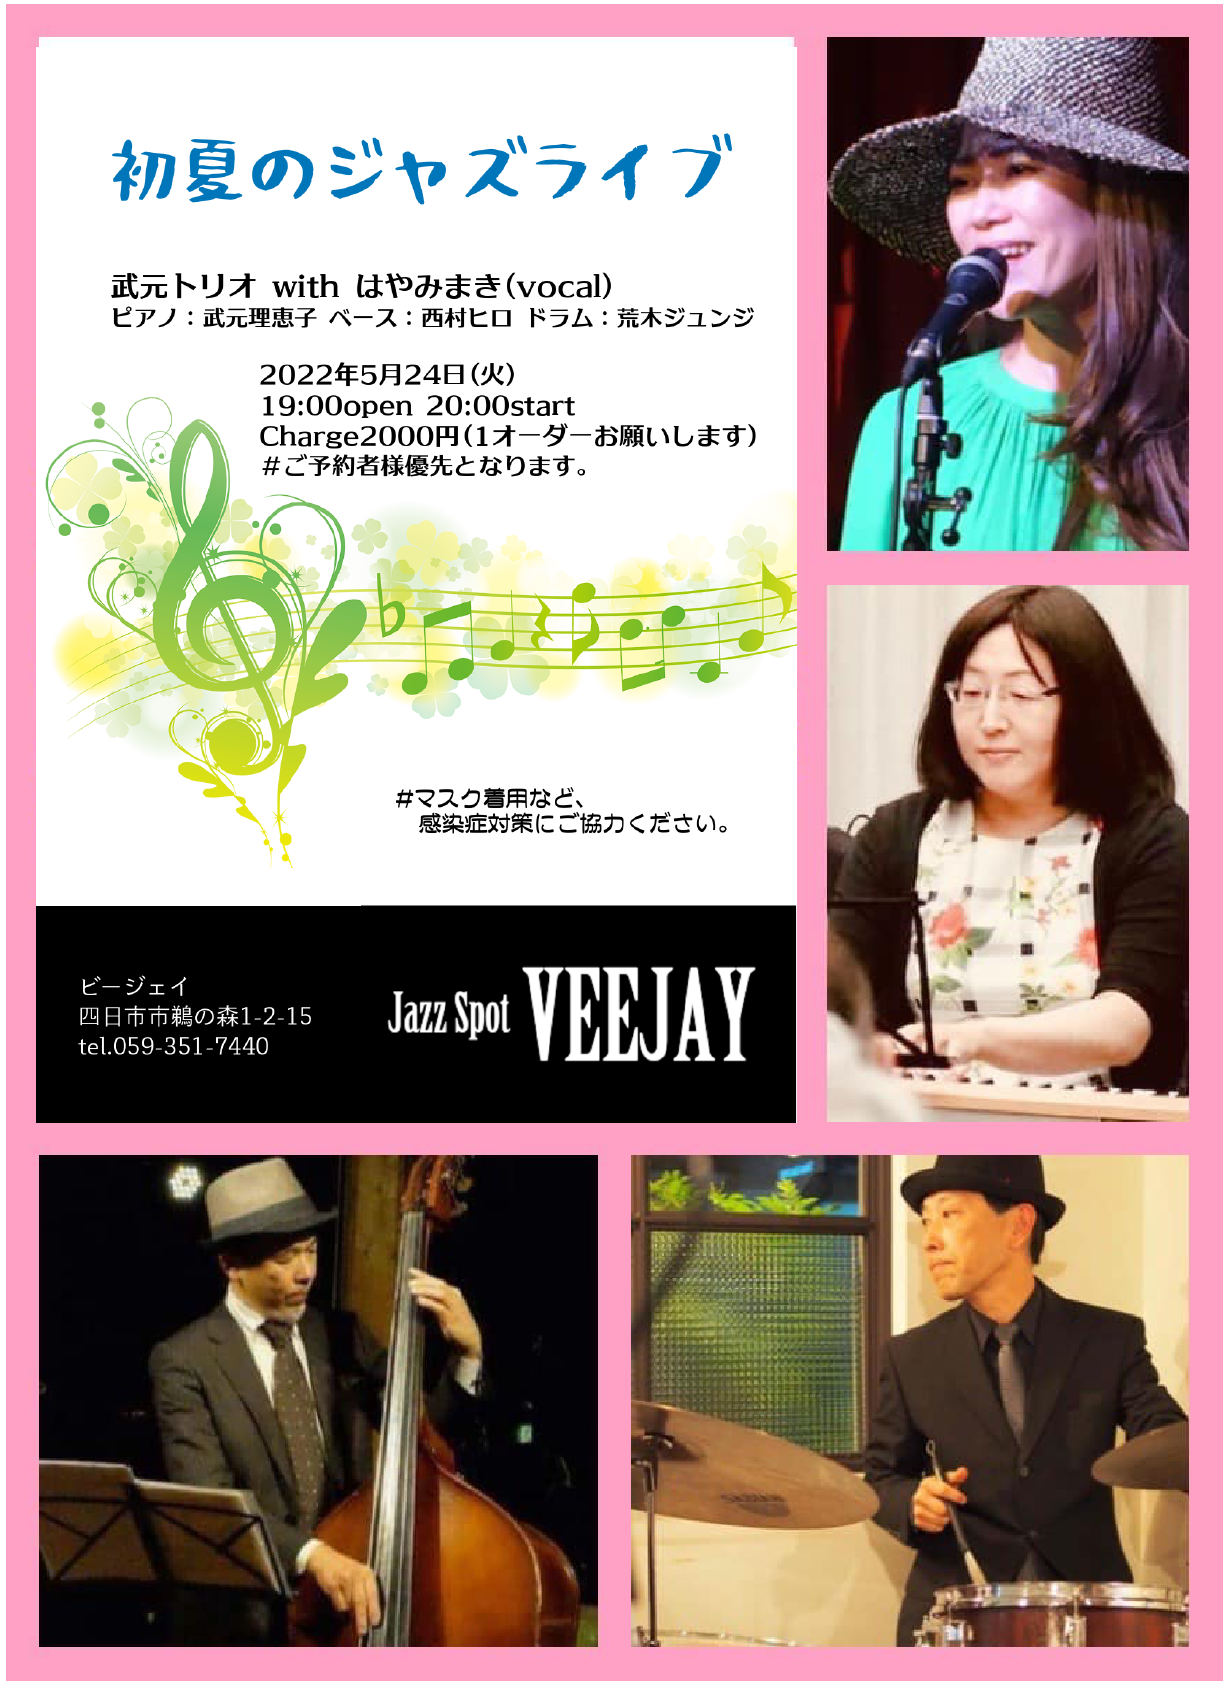 初夏のジャズライブ
武元トリオ with はやみまき(vocal)
ピアノ：武元理恵子 ベース：西村ヒロ ドラム：荒木ジュンジ
2022年5月24日(火)
19:00open 20:00start
Charge2000円(1オーダーお願いします)
#ご予約者様優先となります。
#マスク着用など、
感染症対策にご協力ください。
ビージェイ
四日市市鵜の森1-2-15
tel.059-351-7440
Jazz Spot VEEJAY